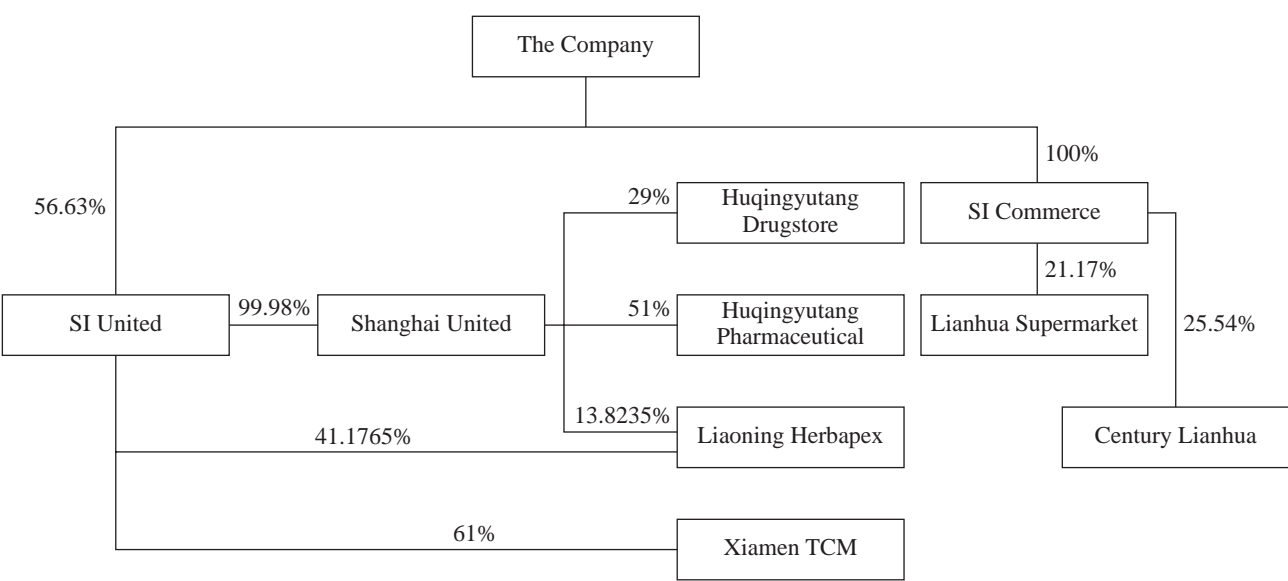 The Company
100%
56.63%
29%
Huqingyutang
Drugstore
SI Commerce
21.17%
SI United
99.98%
Shanghai United
51%
Huqingyutang
Pharmaceutical
Lianhua Supermarket
25.54%
13.8235%
41.1765%
Liaoning Herbapex
Century Lianhua
61%
Xiamen TCM